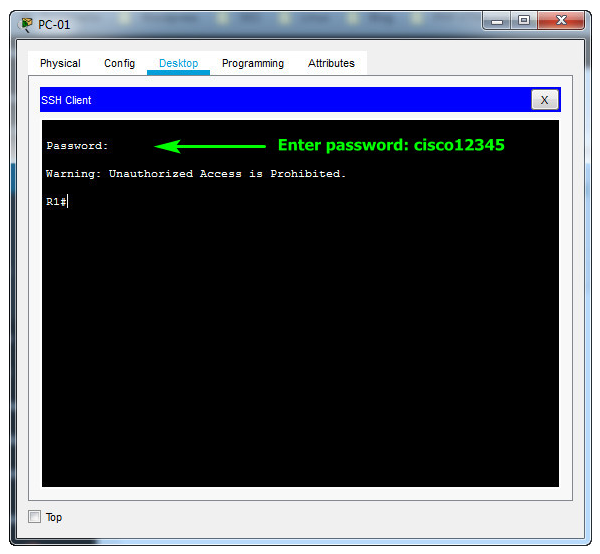 PC-01
Physical Config Desktop Programming Attributes
SSH Client X
Password: Enter password: cisco12345
Warning: Unauthorized Access is Prohibited.
R1#
Top